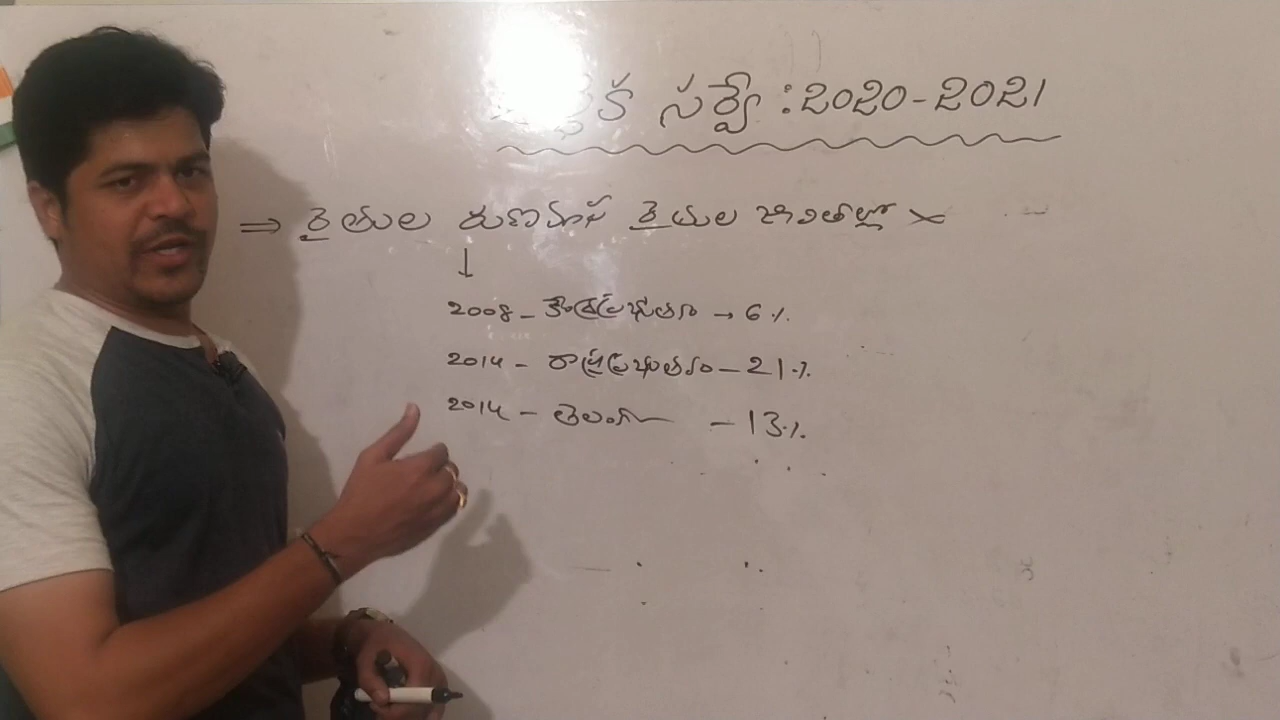 సర్వే : 2020-2021
⇒ రైతుల రుణమాఫీ రైతుల జీవితాల్లో ×
↓
2008 - కేంద్రప్రభుత్వం → 6%
2014 - రాష్ట్రప్రభుత్వం - 21%
2014 - తెలంగాణ - 13%